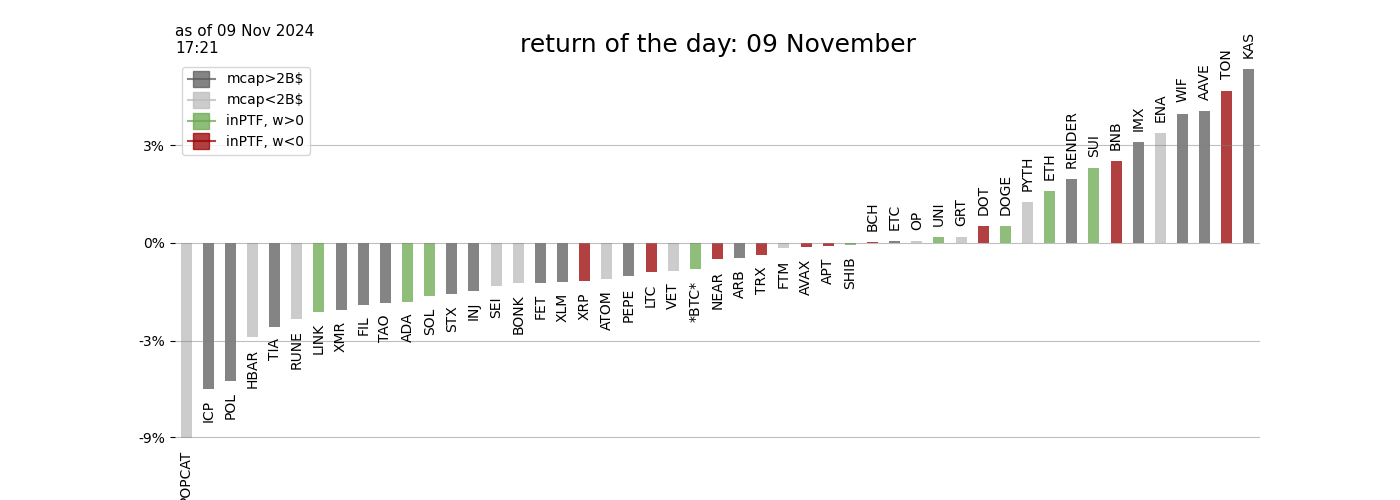 as of 09 Nov 2024
17:21
return of the day: 09 November
mcap>2B$
mcap<2B$
inPTF, w>0
inPTF, w<0
3%
0%
-3%
-9%
ICP
POL
HBAR
TIA
RUNE
LINK
XMR
FIL
TAO
ADA
SOL
STX
INJ
SEI
BONK
FET
XLM
XRP
ATOM
PEPE
LTC
VET
*BTC*
NEAR
ARB
TRX
FTM
AVAX
APT
SHIB
BCH
ETC
OP
UNI
GRT
DOT
DOGE
PYTH
ETH
RENDER
SUI
BNB
IMX
ENA
WIF
AAVE
TON
KAS